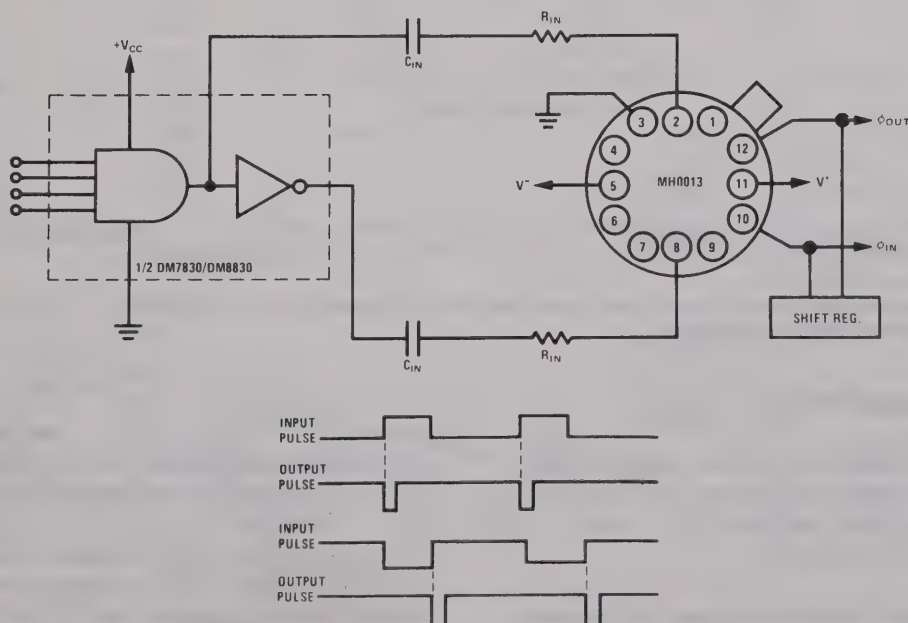 +VCC
CIN
RIN
1/2 DM7830/DM8830
CIN
RIN
3
2
1
4
12
5
MH0013
11
6
10
7
8
9
V-
V+
ϕOUT
ϕIN
SHIFT REG.
INPUT
PULSE
OUTPUT
PULSE
INPUT
PULSE
OUTPUT
PULSE